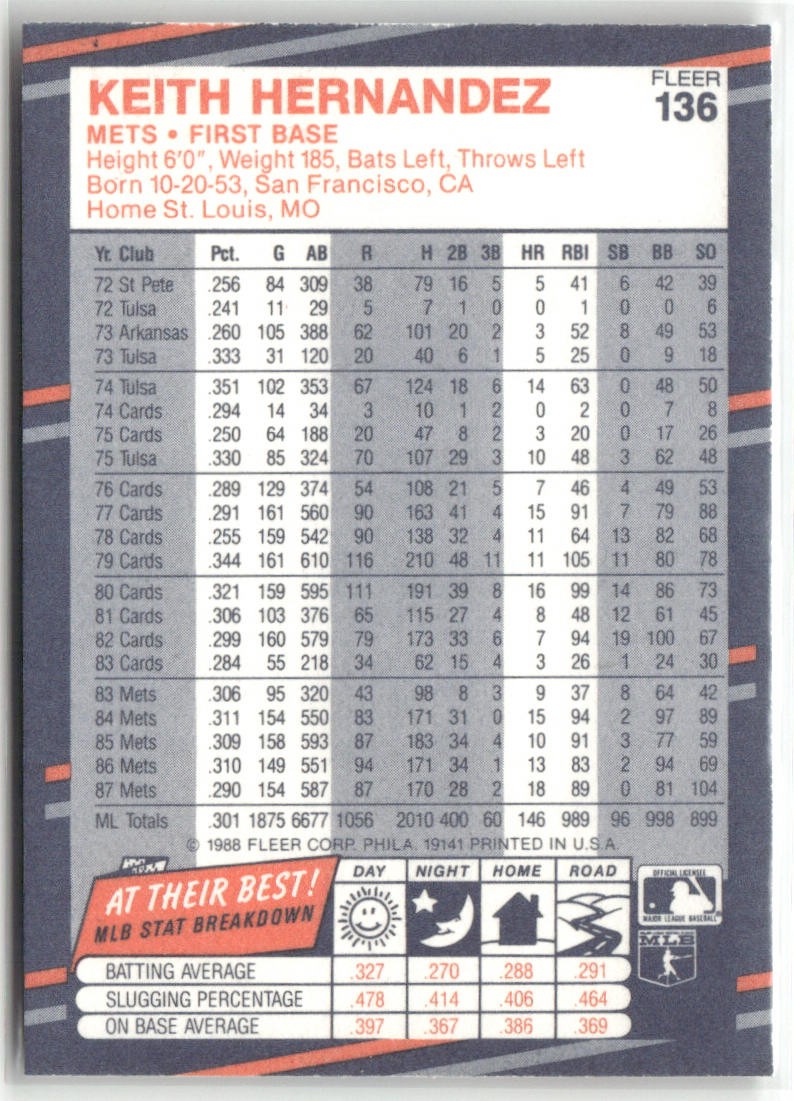 KEITH HERNANDEZ
FLEER
136
METS • FIRST BASE
Height 6'0", Weight 185, Bats Left, Throws Left
Born 10-20-53, San Francisco, CA
Home St. Louis, MO
Yr. Club Pct. G AB R H 2B 3B HR RBI SB BB SO
72 St Pete .256 84 309 38 79 16 5 5 41 6 42 39
72 Tulsa .241 11 29 5 7 1 0 0 1 0 0 6
73 Arkansas .260 105 388 62 101 20 2 3 52 8 49 53
73 Tulsa .333 31 120 20 40 6 1 5 25 0 9 18
74 Tulsa .351 102 353 67 124 18 6 14 63 0 48 50
74 Cards .294 14 34 3 10 1 2 0 2 0 7 8
75 Cards .250 64 188 20 47 8 2 3 20 0 17 26
75 Tulsa .330 85 324 70 107 29 3 10 48 3 62 48
76 Cards .289 129 374 54 108 21 5 7 46 4 49 53
77 Cards .291 161 560 90 163 41 4 15 91 7 79 88
78 Cards .255 159 542 90 138 32 4 11 64 13 82 68
79 Cards .344 161 610 116 210 48 11 11 105 11 80 78
80 Cards .321 159 595 111 191 39 8 16 99 14 86 73
81 Cards .306 103 376 65 115 27 4 8 48 12 61 45
82 Cards .299 160 579 79 173 33 6 7 94 19 100 67
83 Cards .284 55 218 34 62 15 4 3 26 1 24 30
83 Mets .306 95 320 43 98 8 3 9 37 8 64 42
84 Mets .311 154 550 83 171 31 0 15 94 2 97 89
85 Mets .309 158 593 87 183 34 4 10 91 3 77 59
86 Mets .310 149 551 94 171 34 1 13 83 2 94 69
87 Mets .290 154 587 87 170 28 2 18 89 0 81 104
ML Totals .301 1875 6677 1056 2010 400 60 146 989 96 998 899
© 1988 FLEER CORP. PHILA. 19141 PRINTED IN U.S.A.
AT THEIR BEST!
MLB STAT BREAKDOWN
DAY NIGHT HOME ROAD
BATTING AVERAGE .327 .270 .288 .291
SLUGGING PERCENTAGE .478 .414 .406 .464
ON BASE AVERAGE .397 .367 .386 .369
OFFICIAL LICENSEE
MAJOR LEAGUE BASEBALL
MLB